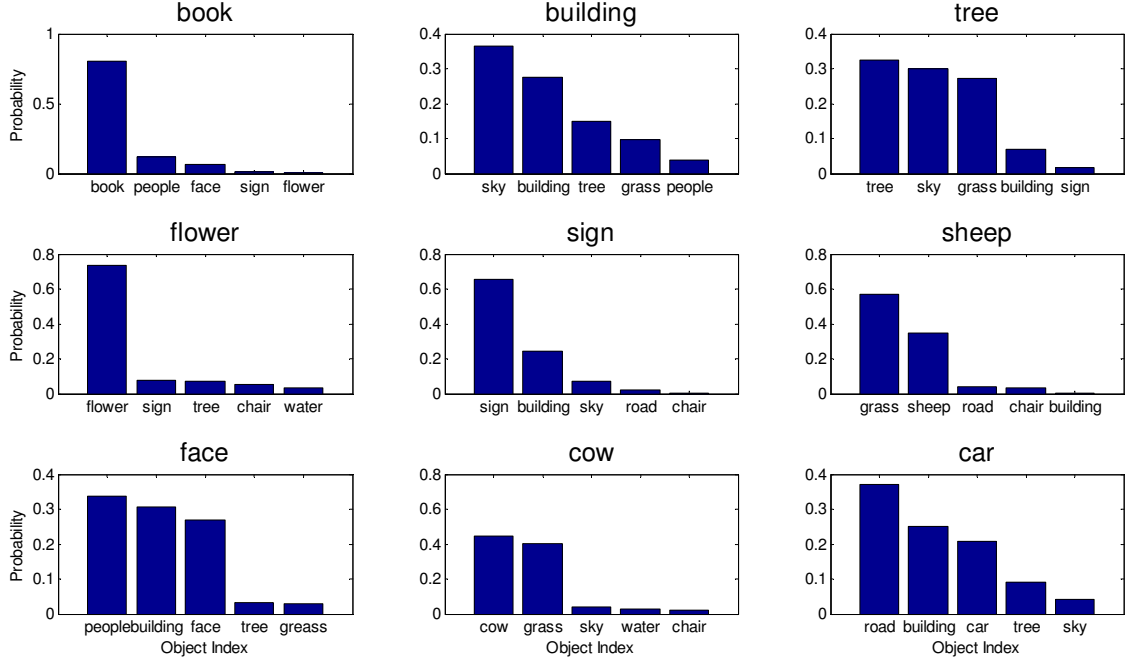 book building tree
1 0.4 0.4
0.3 0.3
0.5 0.2 0.2
0.1 0.1
0 0 0
Probability
book people face sign flower sky building tree grass people tree sky grass building sign
flower sign sheep
0.8 0.8 0.8
0.6 0.6 0.6
0.4 0.4 0.4
0.2 0.2 0.2
0 0 0
Probability
flower sign tree chair water sign building sky road chair grass sheep road chair building
face cow car
0.4 0.8 0.4
0.3 0.6 0.3
0.2 0.4 0.2
0.1 0.2 0.1
0 0 0
Probability
people building face tree greass cow grass sky water chair road building car tree sky
Object Index Object Index Object Index